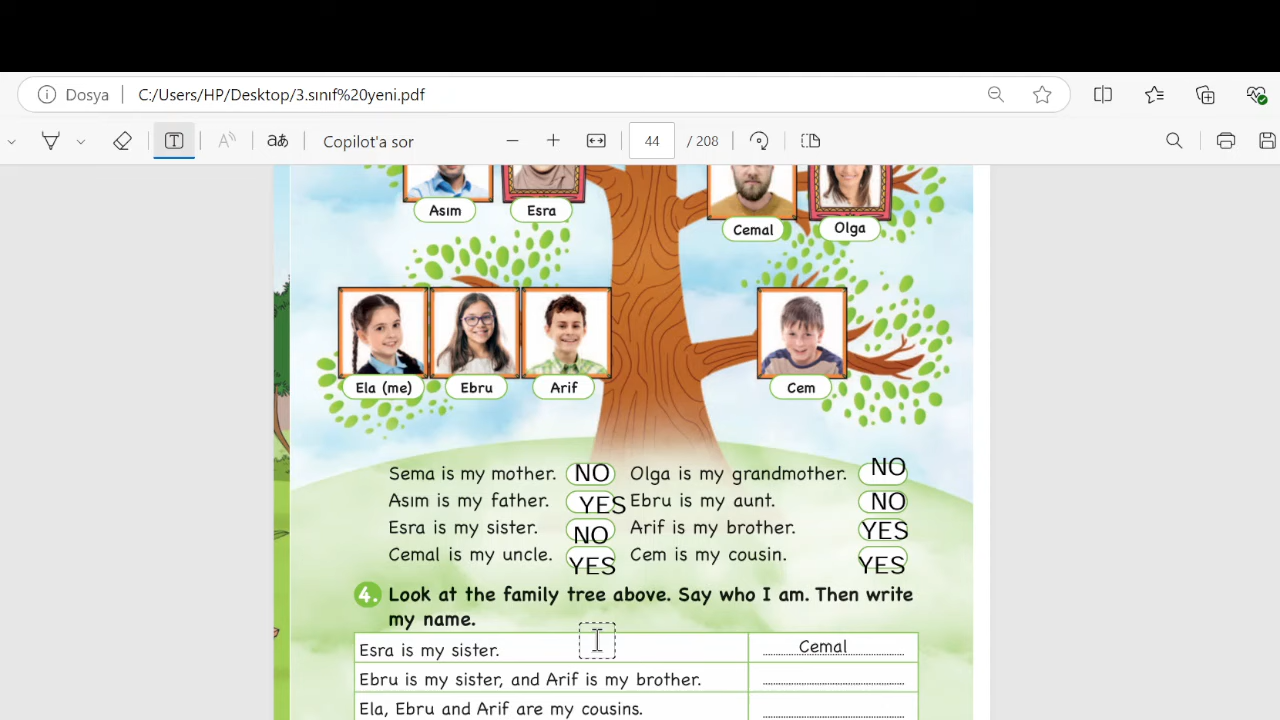 Dosya C:/Users/HP/Desktop/3.sınıf%20yeni.pdf
aあ Copilot'a sor 44 / 208
Asım Esra Cemal Olga
Ela (me) Ebru Arif Cem
Sema is my mother. NO Olga is my grandmother. NO
Asım is my father. YES Ebru is my aunt. NO
Esra is my sister. NO Arif is my brother. YES
Cemal is my uncle. YES Cem is my cousin. YES
4. Look at the family tree above. Say who I am. Then write
my name.
Esra is my sister. Cemal
Ebru is my sister, and Arif is my brother.
Ela, Ebru and Arif are my cousins.